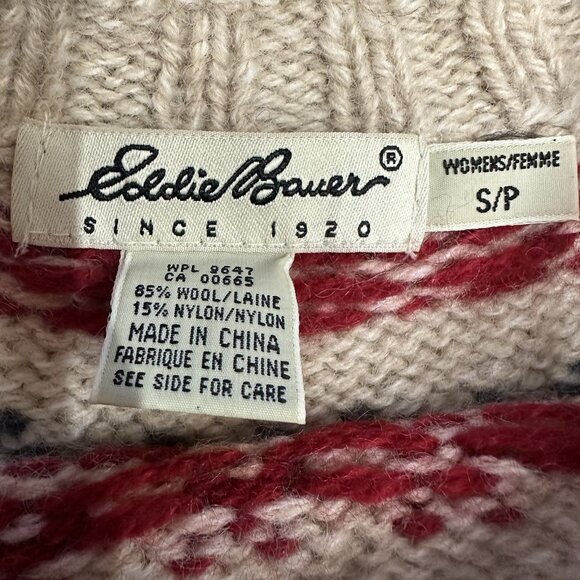 Eddie Bauer®
SINCE 1920
WOMENS/FEMME
S/P
WPL 9647
CA 00665
85% WOOL/LAINE
15% NYLON/NYLON
MADE IN CHINA
FABRIQUE EN CHINE
SEE SIDE FOR CARE